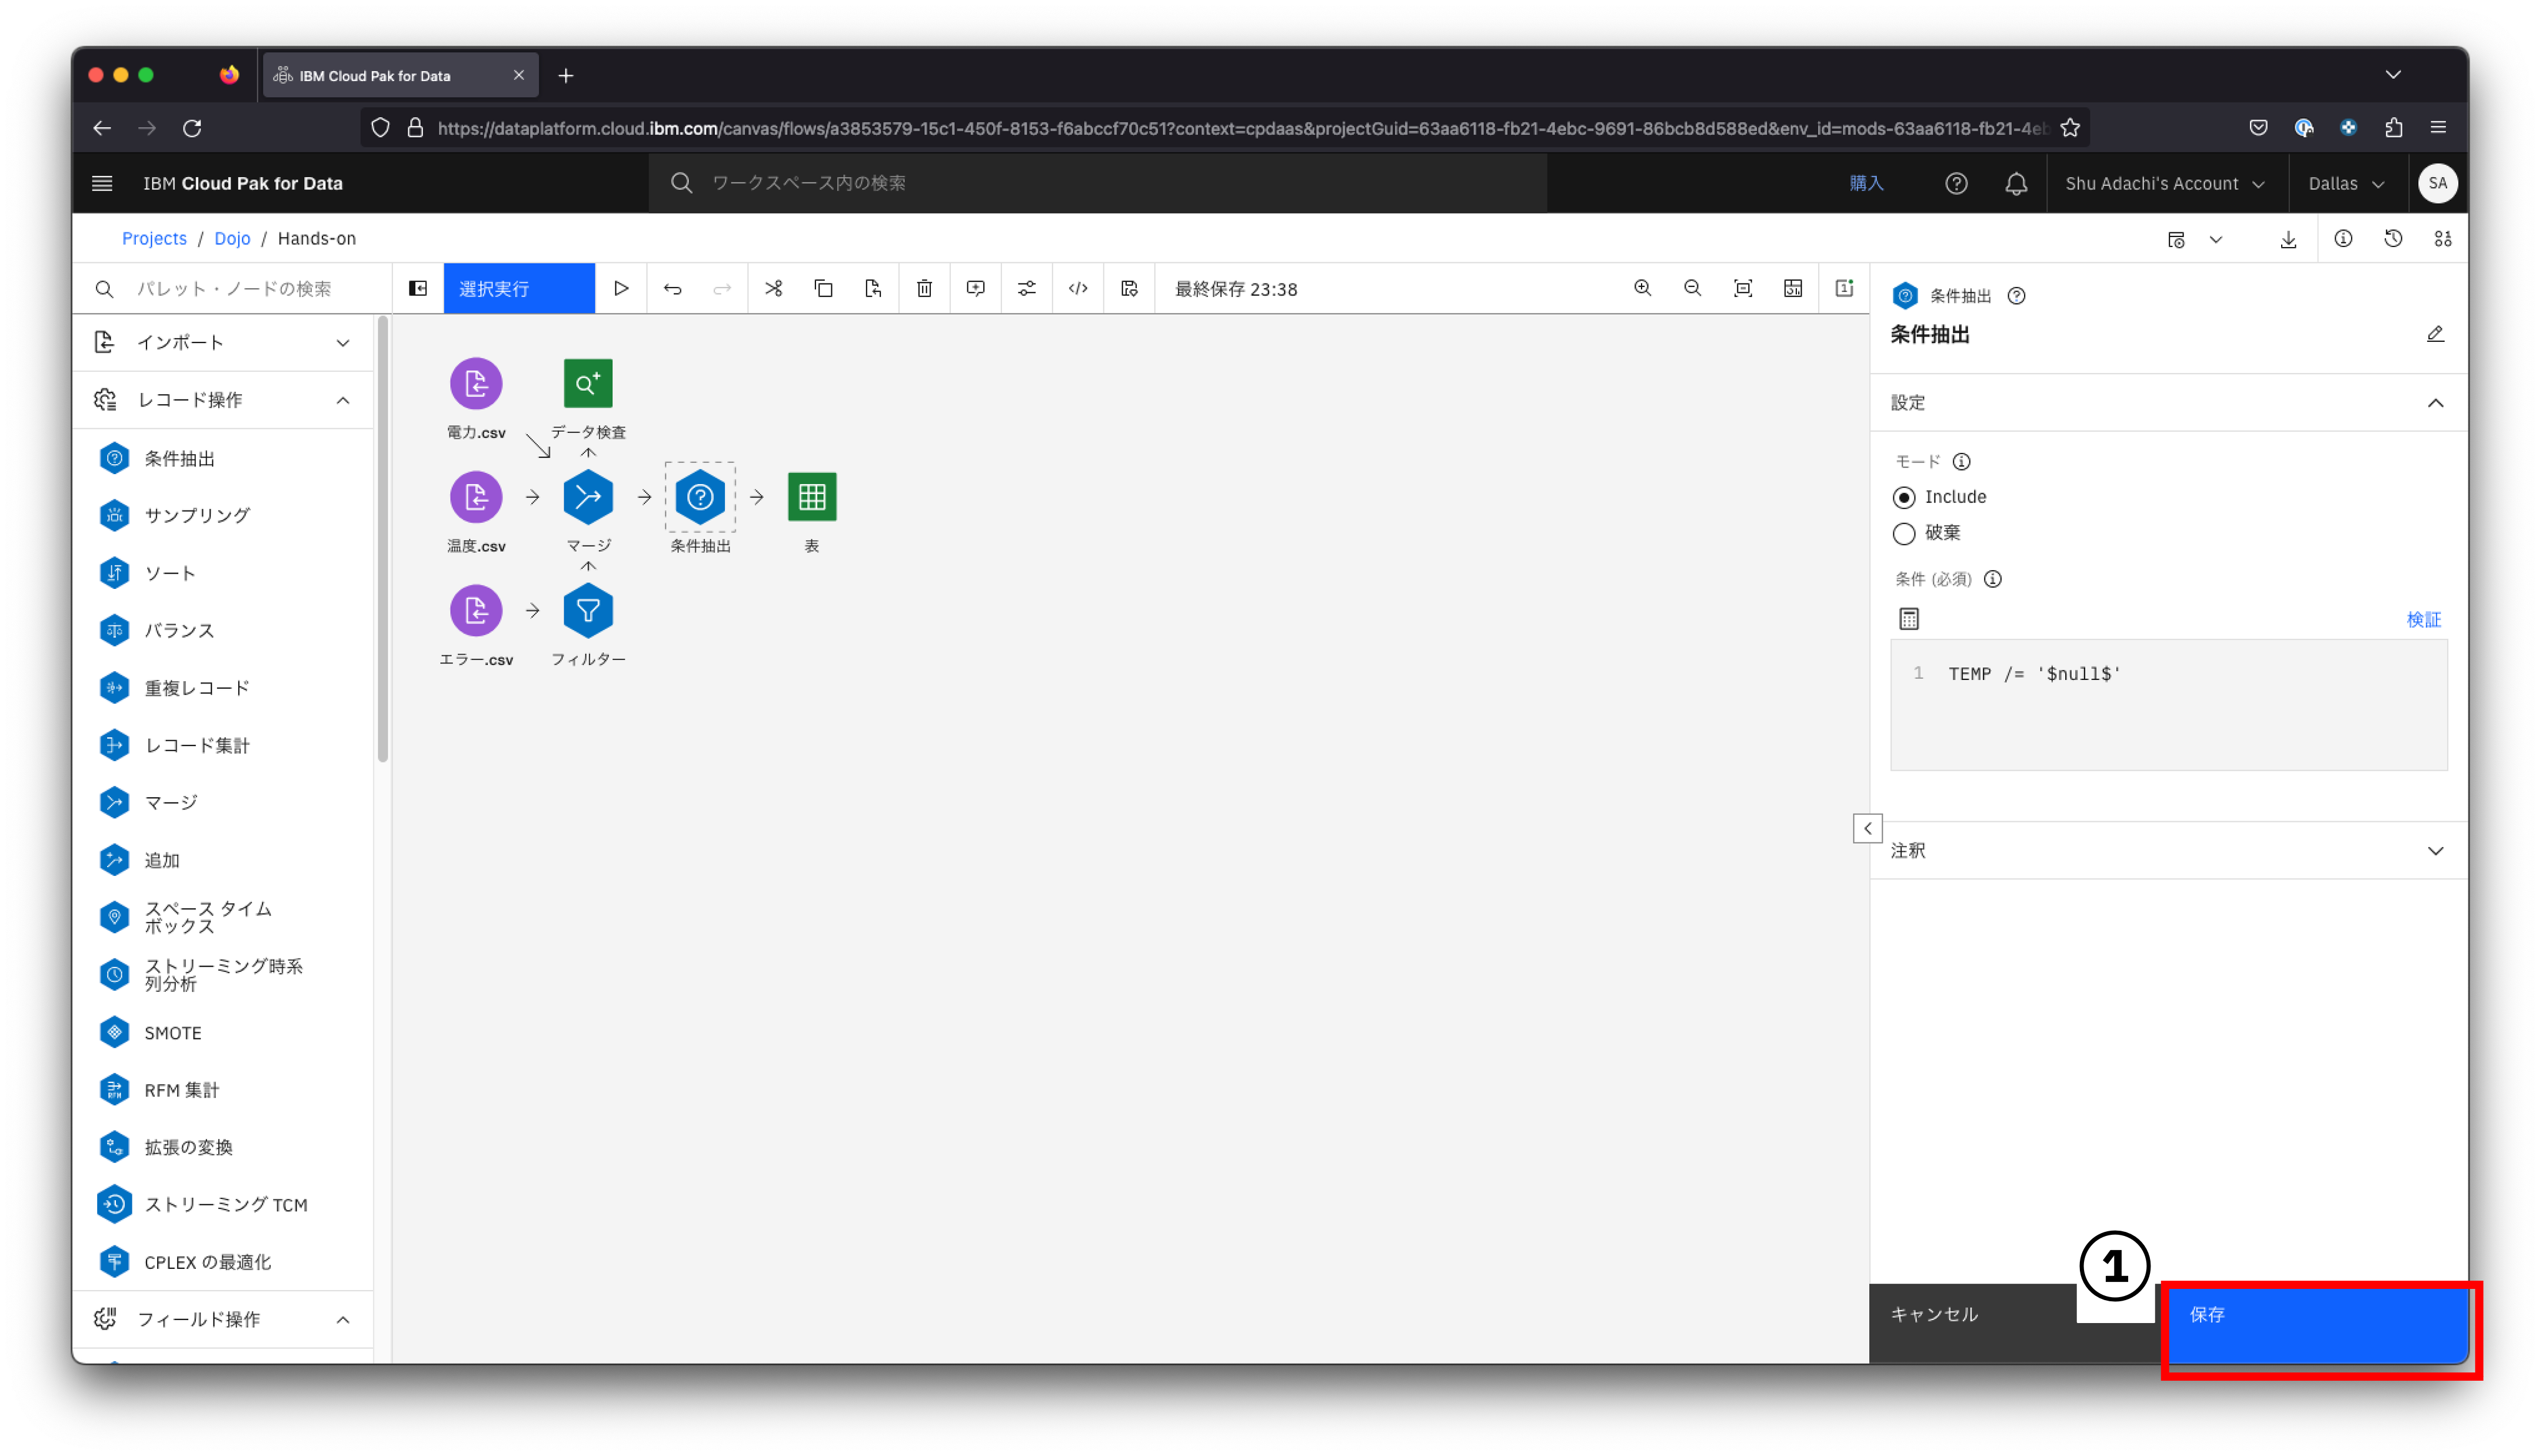 IBM Cloud Pak for Data
https://dataplatform.cloud.ibm.com/canvas/flows/a3853579-15c1-450f-8153-f6abccf70c51?context=cpdaas&projectGuid=63aa6118-fb21-4ebc-9691-86bcb8d588ed&env_id=mods-63aa6118-fb21-4eb
IBM Cloud Pak for Data
ワークスペース内の検索
購入
Shu Adachi's Account
Dallas
SA
Projects / Dojo / Hands-on
パレット・ノードの検索
選択実行
最終保存 23:38
インポート
レコード操作
条件抽出
サンプリング
ソート
バランス
重複レコード
レコード集計
マージ
追加
スペース タイム
ボックス
ストリーミング時系
列分析
SMOTE
RFM 集計
拡張の変換
ストリーミング TCM
CPLEX の最適化
フィールド操作
電力.csv
データ検査
温度.csv
マージ
条件抽出
表
エラー.csv
フィルター
条件抽出
条件抽出
設定
モード
Include
破棄
条件 (必須)
検証
1 TEMP /= '$null$'
注釈
①
キャンセル
保存